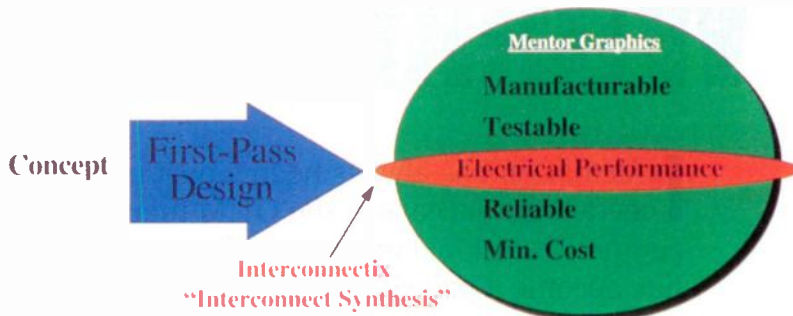 Concept
First-Pass
Design
Mentor Graphics
Manufacturable
Testable
Electrical Performance
Reliable
Min. Cost
Interconnectix
“Interconnect Synthesis”